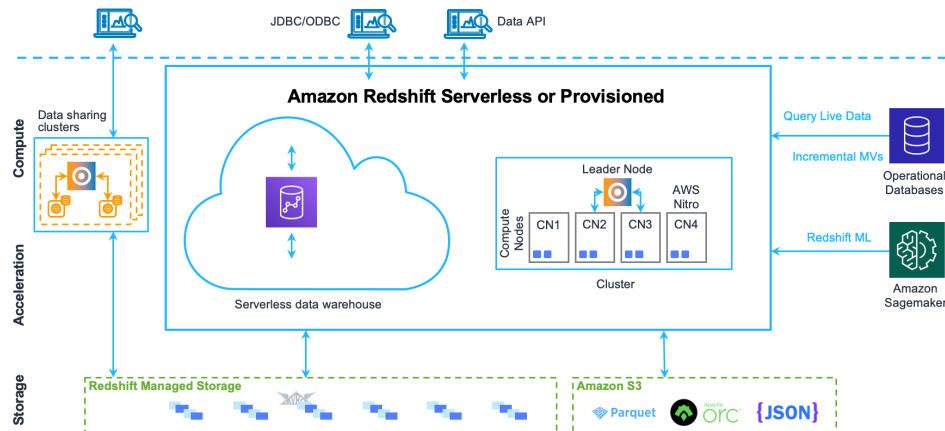 JDBC/ODBC
Data API
Amazon Redshift Serverless or Provisioned
Compute
Acceleration
Storage
Data sharing
clusters
Serverless data warehouse
Leader Node
AWS
Nitro
Compute
Nodes
CN1
CN2
CN3
CN4
Cluster
Query Live Data
Incremental MVs
Operational
Databases
Redshift ML
Amazon
Sagemaker
Redshift Managed Storage
Amazon S3
Parquet
Apache
orc
{JSON}